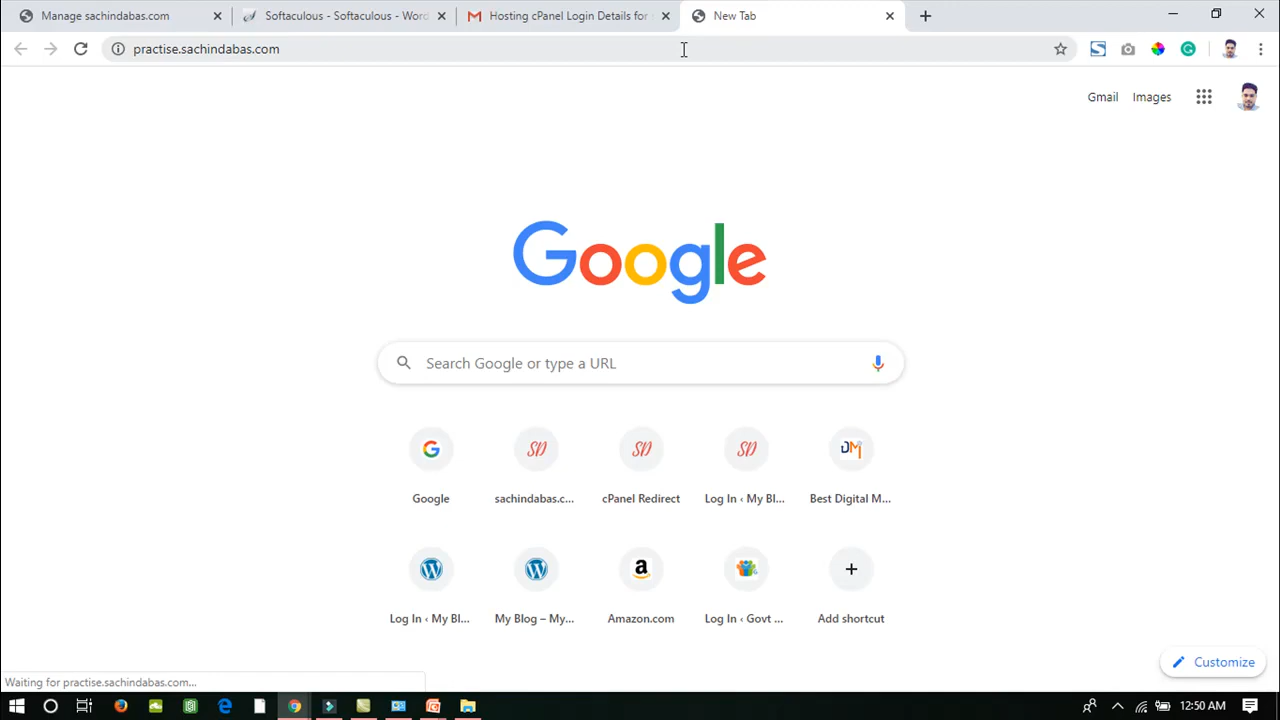 Manage sachindabas.com
Softaculous - Softaculous - Word
Hosting cPanel Login Details for
New Tab
practise.sachindabas.com
Gmail
Images
Google
Search Google or type a URL
Google
sachindabas.c...
cPanel Redirect
Log In ‹ My Bl...
Best Digital M...
Log In ‹ My Bl...
My Blog – My...
Amazon.com
Log In ‹ Govt ...
Add shortcut
Customize
Waiting for practise.sachindabas.com...
12:50 AM